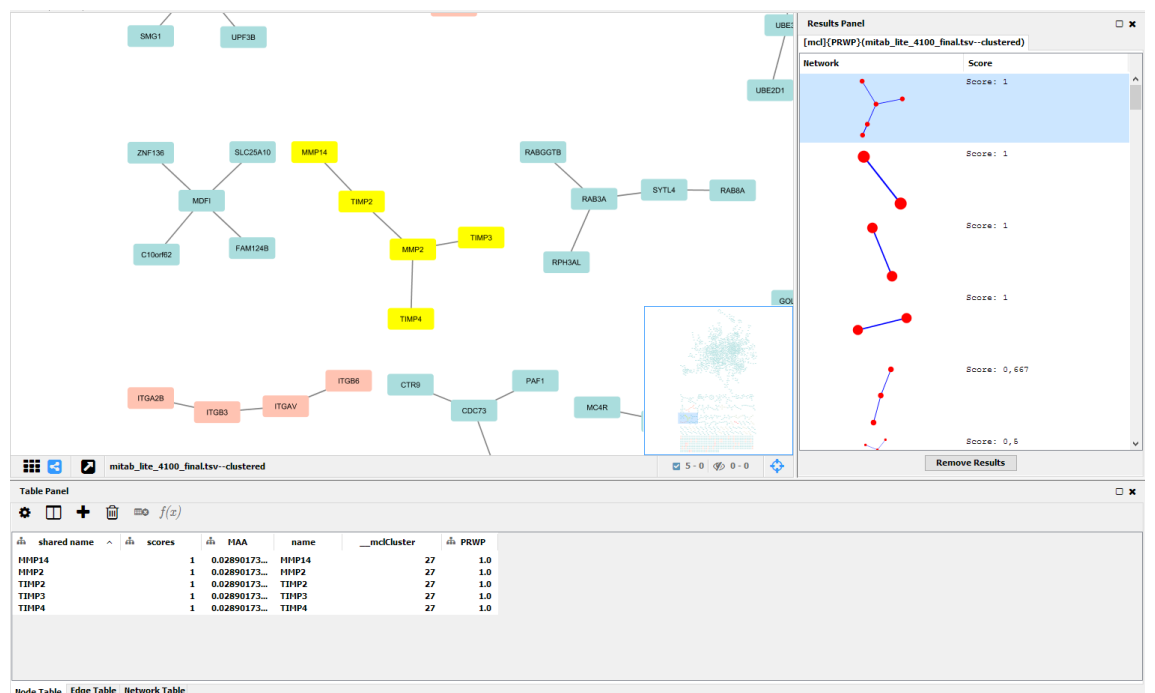 SMG1
UPF3B
UBE2D1
ZNF136
SLC25A10
MMP14
RABGGTB
MDFI
TIMP2
RAB3A
SYTL4
RAB8A
C10orf62
FAM124B
MMP2
TIMP3
RPH3AL
TIMP4
ITGA2B
ITGB3
ITGAV
ITGB6
CTR9
CDC73
PAF1
MC4R
mitab_lite_4100_final.tsv--clustered
5 - 0
0 - 0
Results Panel
[mcl]{PRWP}(mitab_lite_4100_final.tsv--clustered)
Network Score
Score: 1
Score: 1
Score: 1
Score: 1
Score: 0,667
Score: 0,5
Remove Results
Table Panel
f(x)
shared name scores MAA name __mclCluster PRWP
MMP14 1 0.02890173... MMP14 27 1.0
MMP2 1 0.02890173... MMP2 27 1.0
TIMP2 1 0.02890173... TIMP2 27 1.0
TIMP3 1 0.02890173... TIMP3 27 1.0
TIMP4 1 0.02890173... TIMP4 27 1.0
Node Table Edge Table Network Table